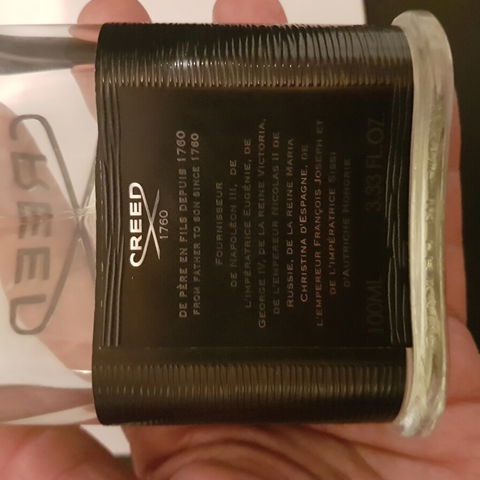 CREED
CREED
1760
DE PÈRE EN FILS DEPUIS 1760
FROM FATHER TO SON SINCE 1760
FOURNISSEUR
DE NAPOLÉON III, DE
L'IMPÉRATRICE EUGÉNIE, DE
GEORGE IV, DE LA REINE VICTORIA,
DE L'EMPEREUR NICOLAS II DE
RUSSIE, DE LA REINE MARIA
CHRISTINA D'ESPAGNE, DE
L'EMPEREUR FRANÇOIS JOSEPH ET
DE L'IMPÉRATRICE SISSI
D'AUTRICHE HONGRIE
100ML 3.33 FL.OZ.